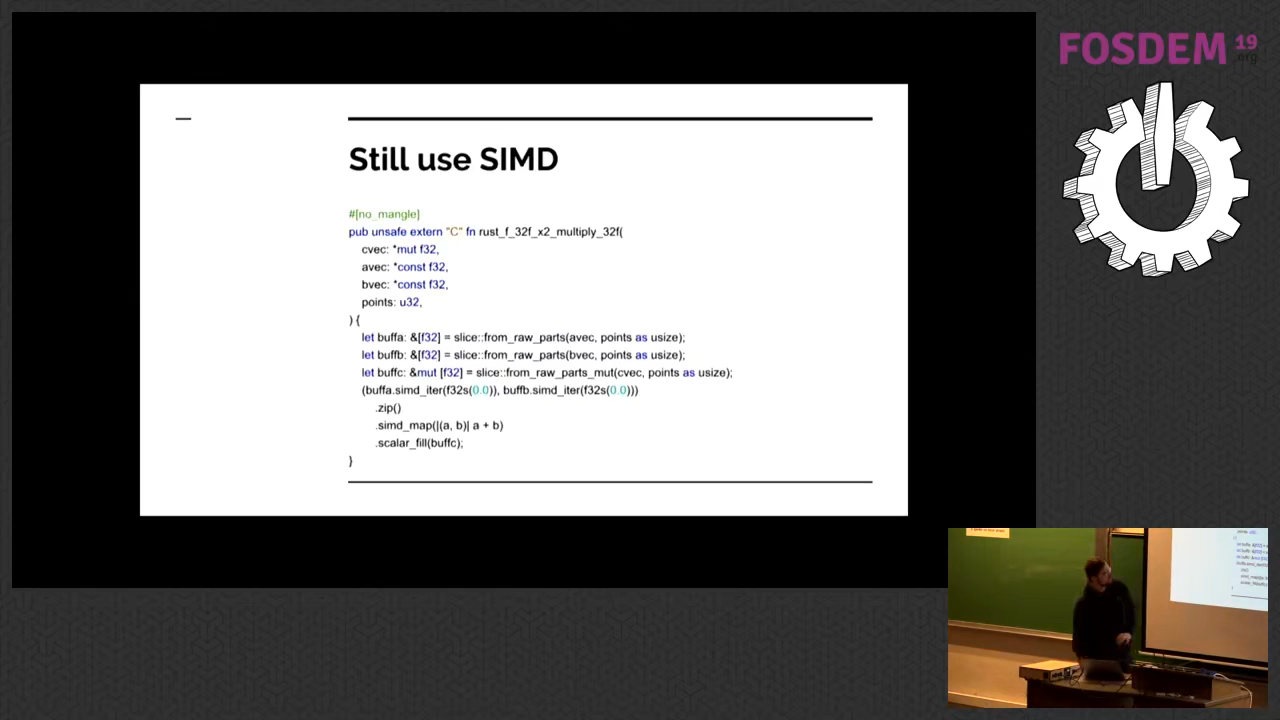 FOSDEM 19
.org
Still use SIMD
#[no_mangle]
pub unsafe extern "C" fn rust_f_32f_x2_multiply_32f(
cvec: *mut f32,
avec: *const f32,
bvec: *const f32,
points: u32,
) {
let buffa: &[f32] = slice::from_raw_parts(avec, points as usize);
let buffb: &[f32] = slice::from_raw_parts(bvec, points as usize);
let buffc: &mut [f32] = slice::from_raw_parts_mut(cvec, points as usize);
(buffa.simd_iter(f32s(0.0)), buffb.simd_iter(f32s(0.0)))
.zip()
.simd_map(|(a, b)| a + b)
.scalar_fill(buffc);
}